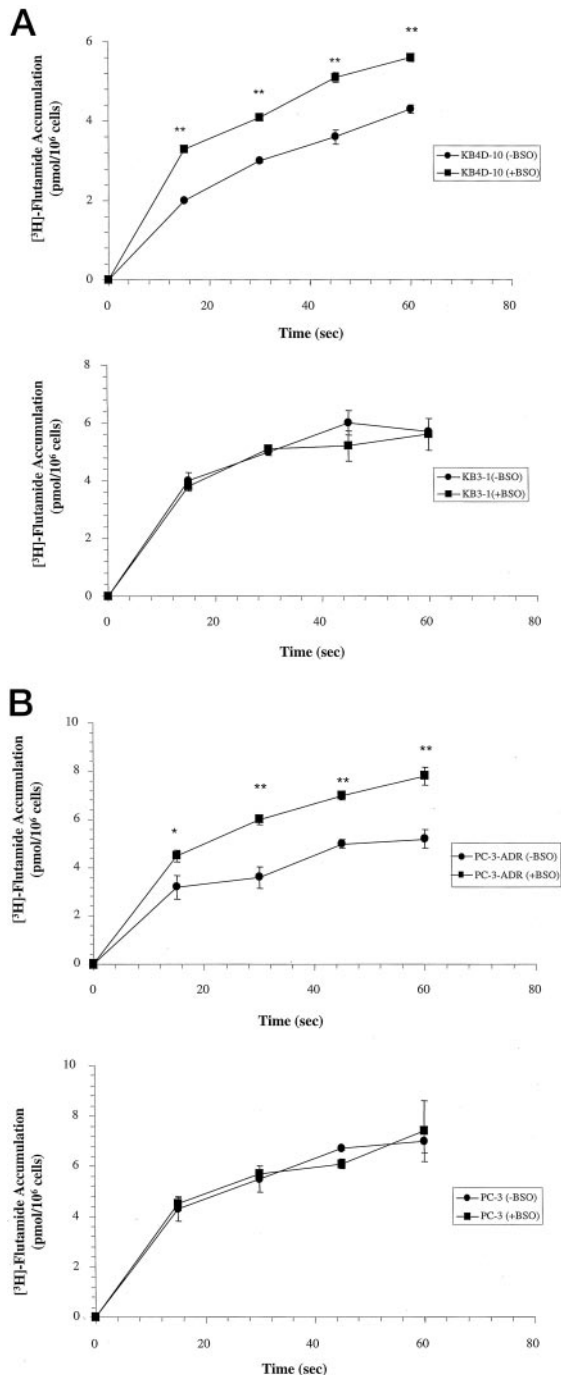 A
[³H]-Flutamide Accumulation
(pmol/10⁶ cells)
6
4
2
0
**
**
**
**
KB4D-10 (-BSO)
KB4D-10 (+BSO)
0 20 40 60 80
Time (sec)
[³H]-Flutamide Accumulation
(pmol/10⁶ cells)
8
6
4
2
0
KB3-1(-BSO)
KB3-1(+BSO)
0 20 40 60 80
Time (sec)
B
[³H]-Flutamide Accumulation
(pmol/10⁶ cells)
10
8
6
4
2
0
*
**
**
**
PC-3-ADR (-BSO)
PC-3-ADR (+BSO)
0 20 40 60 80
Time (sec)
[³H]-Flutamide Accumulation
(pmol/10⁶ cells)
10
8
6
4
2
0
PC-3 (-BSO)
PC-3 (+BSO)
0 20 40 60 80
Time (sec)